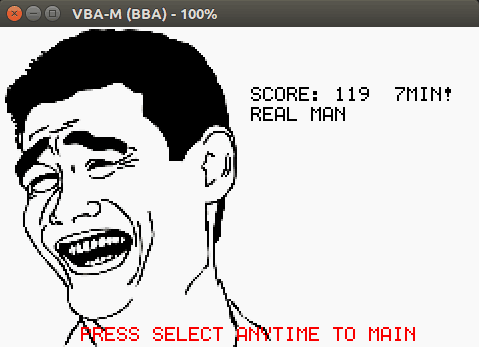 VBA-M (BBA) - 100%
SCORE: 119 7MIN!
REAL MAN
PRESS SELECT ANYTIME TO MAIN